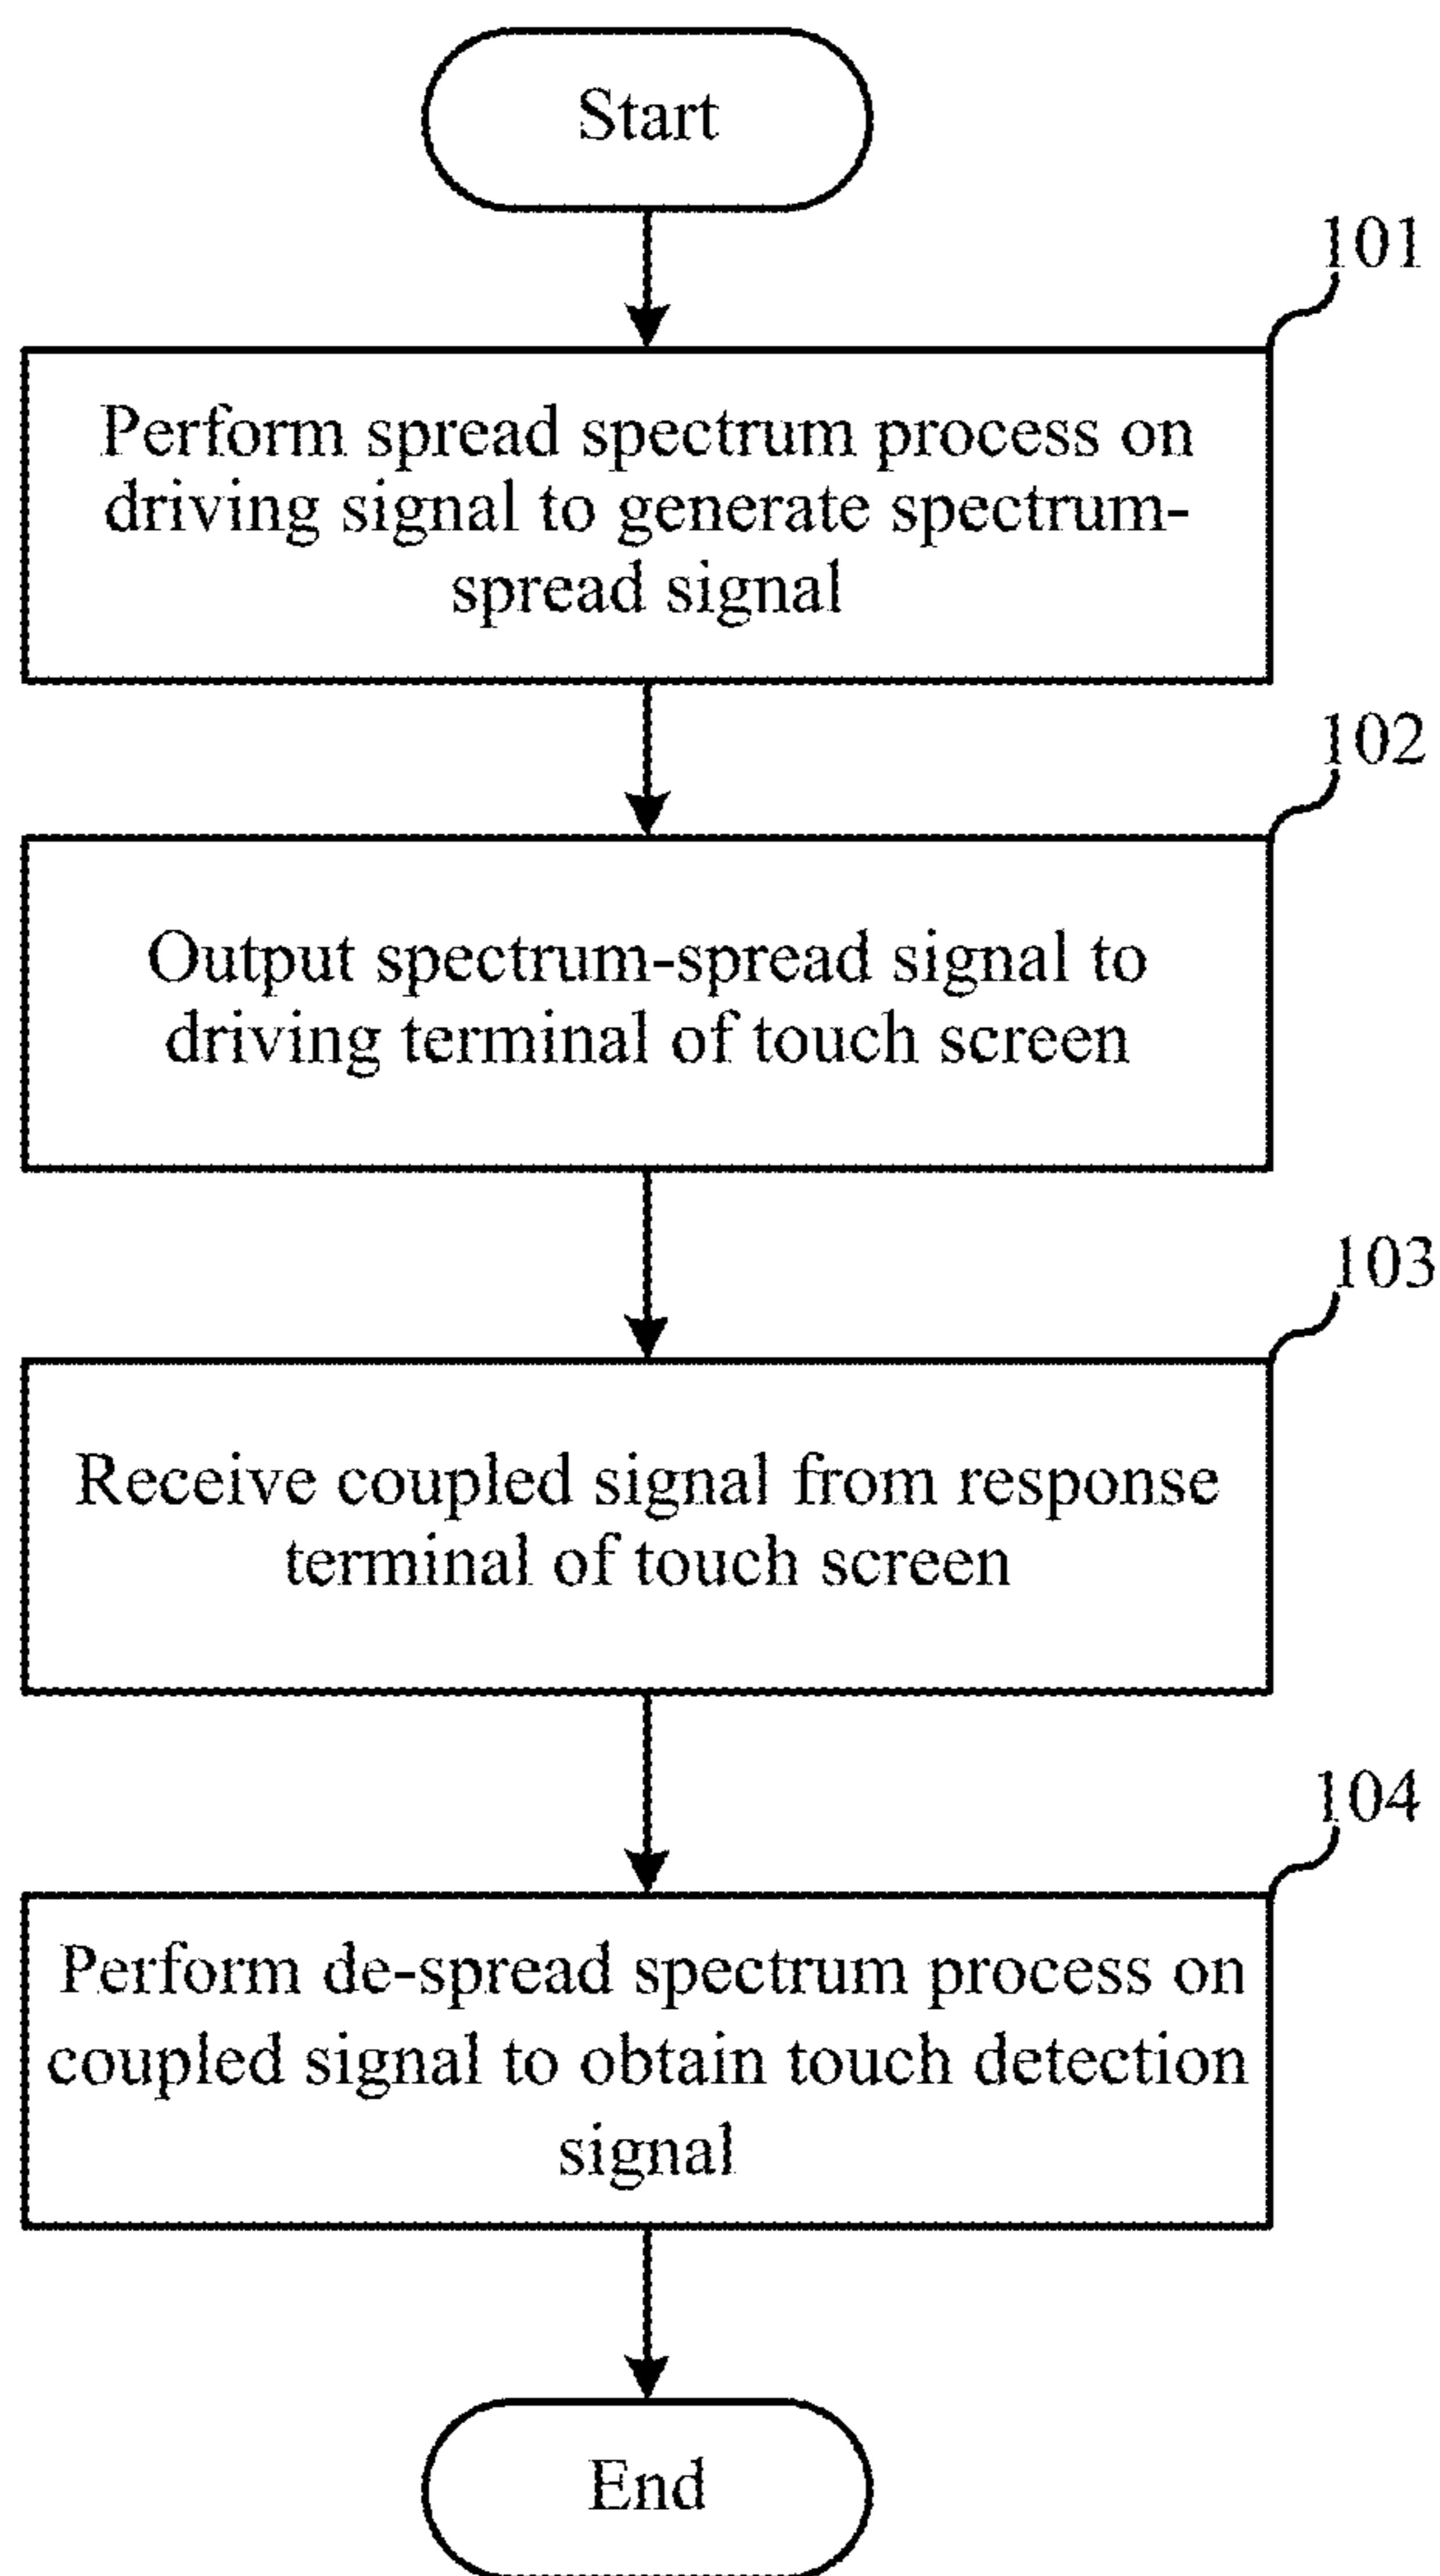 Start
101
Perform spread spectrum process on
driving signal to generate spectrum-
spread signal
102
Output spectrum-spread signal to
driving terminal of touch screen
103
Receive coupled signal from response
terminal of touch screen
104
Perform de-spread spectrum process on
coupled signal to obtain touch detection
signal
End